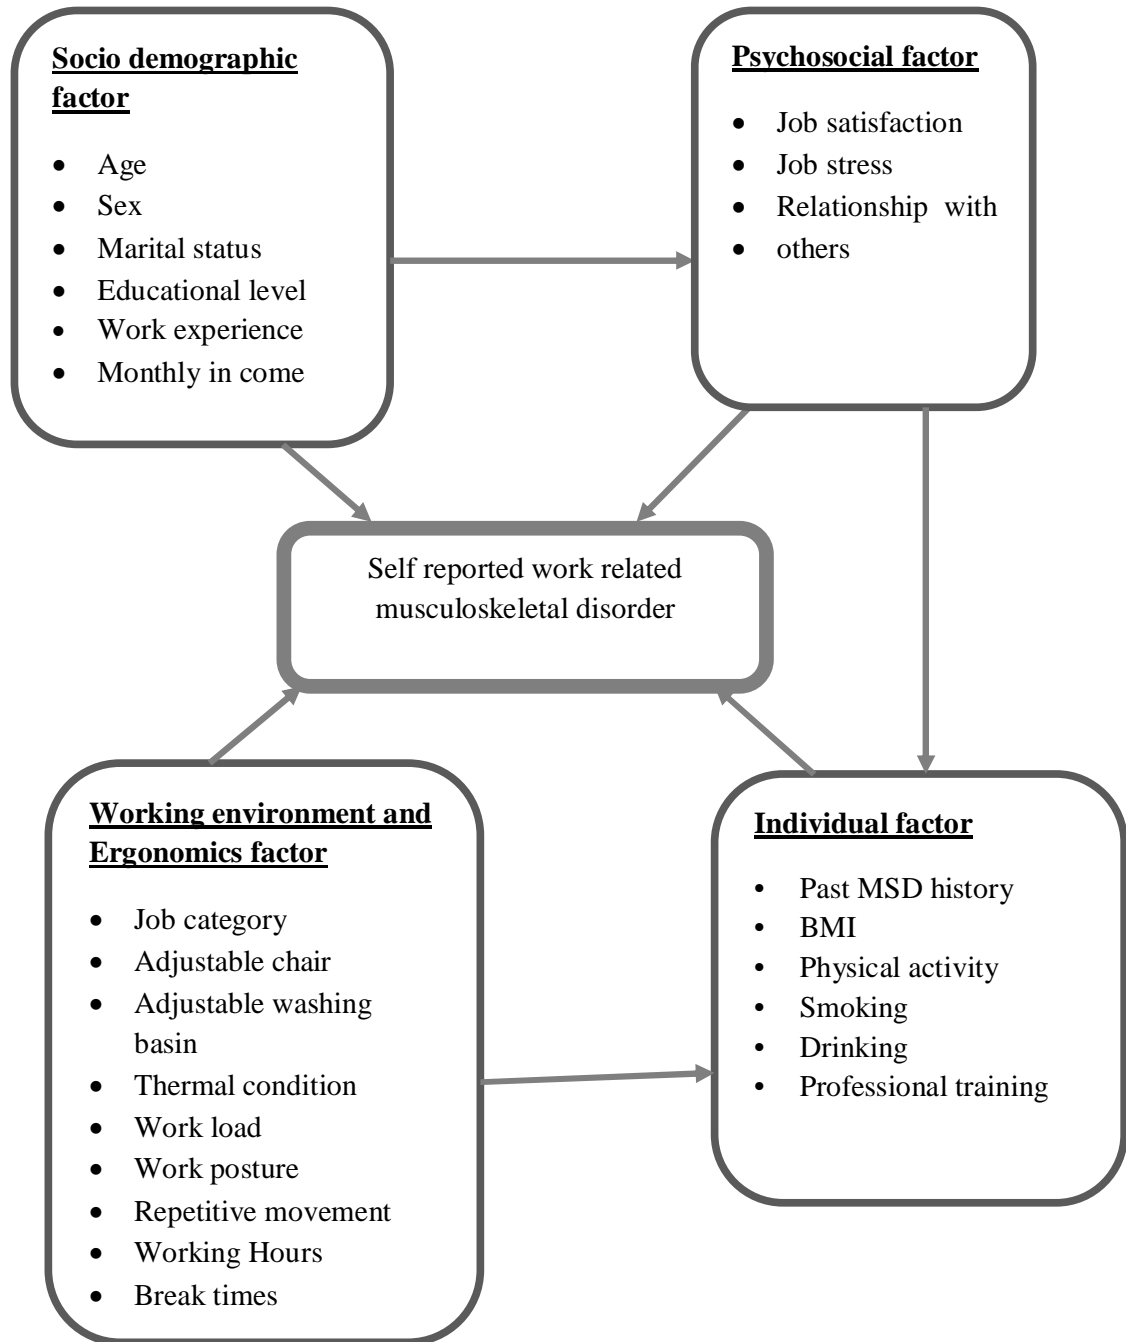 Socio demographic
factor
• Age
• Sex
• Marital status
• Educational level
• Work experience
• Monthly in come
Psychosocial factor
• Job satisfaction
• Job stress
• Relationship with
• others
Self reported work related
musculoskeletal disorder
Working environment and
Ergonomics factor
• Job category
• Adjustable chair
• Adjustable washing
basin
• Thermal condition
• Work load
• Work posture
• Repetitive movement
• Working Hours
• Break times
Individual factor
• Past MSD history
• BMI
• Physical activity
• Smoking
• Drinking
• Professional training